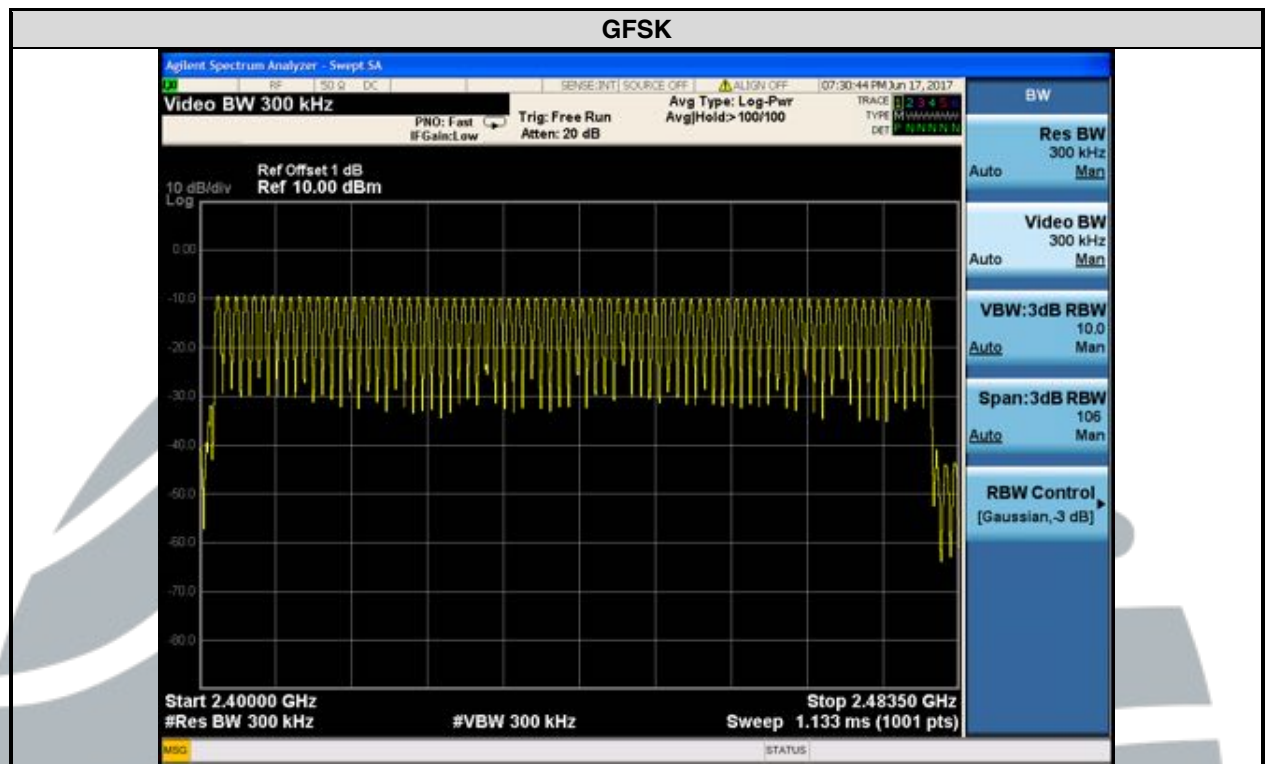 GFSK
Agilent Spectrum Analyzer - Swept SA
RF 50 Ω DC SENSE:INT SOURCE OFF ALIGN OFF 07:30:44 PM Jun 17, 2017
Video BW 300 kHz
PNO: Fast
IFGain:Low
Trig: Free Run
Atten: 20 dB
Avg Type: Log-Pwr
Avg|Hold:> 100/100
TRACE 1 2 3 4 5 6
TYPE M
DET P N N N N N
Ref Offset 1 dB
10 dB/div Ref 10.00 dBm
Log
0.00
-10.0
-20.0
-30.0
-40.0
-50.0
-60.0
-70.0
-80.0
Start 2.40000 GHz Stop 2.48350 GHz
#Res BW 300 kHz #VBW 300 kHz Sweep 1.133 ms (1001 pts)
MSG STATUS
BW
Res BW
300 kHz
Auto Man
Video BW
300 kHz
Auto Man
VBW:3dB RBW
10.0
Auto Man
Span:3dB RBW
106
Auto Man
RBW Control
[Gaussian,-3 dB]